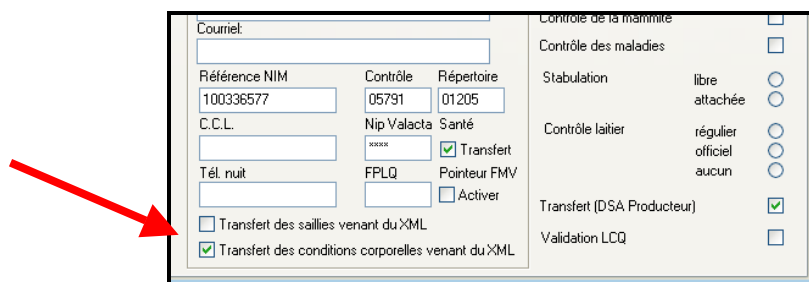 Courriel:
Référence NIM Contrôle Répertoire
100336577 05791 01205
C.C.L. Nip Valacta Santé
**** Transfert
Tél. nuit FPLQ Pointeur FMV
Activer
Transfert des saillies venant du XML
Transfert des conditions corporelles venant du XML
Contrôle de la mammite
Contrôle des maladies
Stabulation libre
attachée
Contrôle laitier régulier
officiel
aucun
Transfert (DSA Producteur)
Validation LCQ